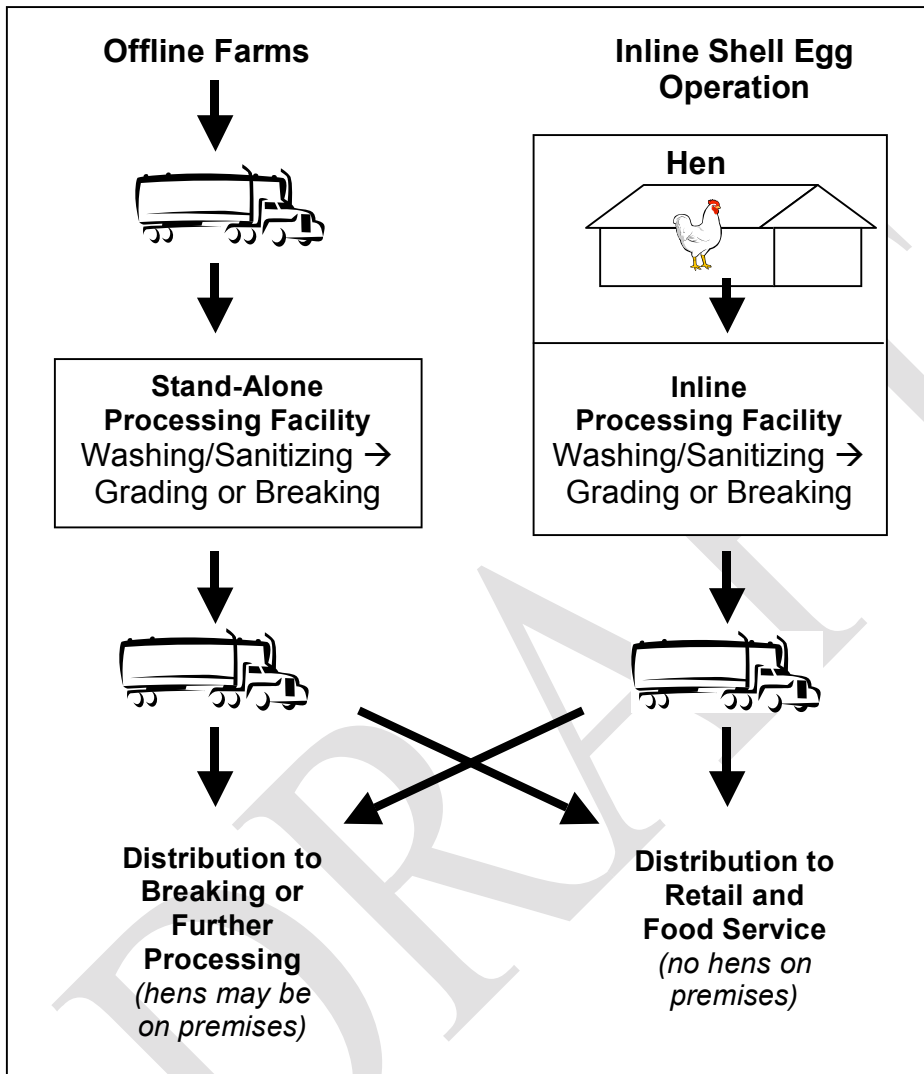 Offline Farms
Inline Shell Egg
Operation
Hen
Stand-Alone
Processing Facility
Washing/Sanitizing →
Grading or Breaking
Inline
Processing Facility
Washing/Sanitizing →
Grading or Breaking
Distribution to
Breaking or
Further
Processing
(hens may be
on premises)
Distribution to
Retail and
Food Service
(no hens on
premises)
DRAFT